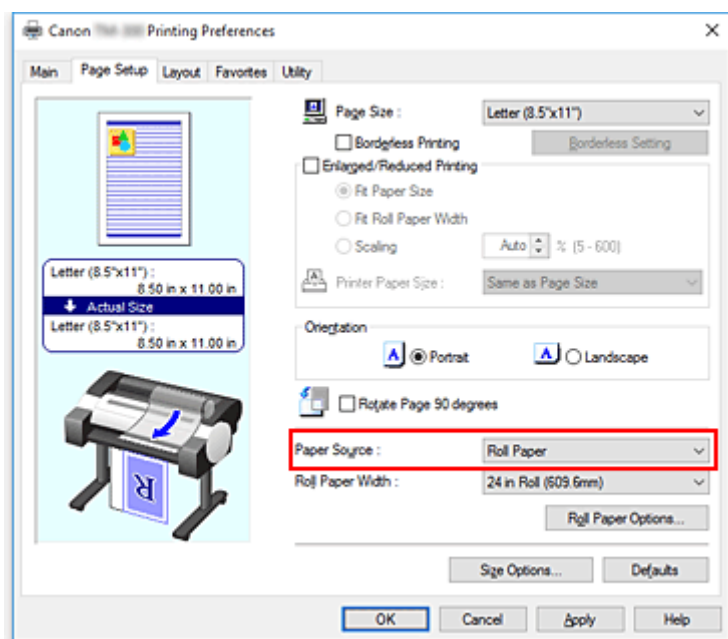 Canon Printing Preferences
Main Page Setup Layout Favorites Utility
Page Size : Letter (8.5"x11")
Borderless Printing Borderless Setting
Enlarged/Reduced Printing
Fit Paper Size
Fit Roll Paper Width
Scaling Auto % (5 - 600)
Printer Paper Size : Same as Page Size
Letter (8.5"x11") :
8.50 in x 11.00 in
Actual Size
Letter (8.5"x11") :
8.50 in x 11.00 in
Orientation
A Portrait A Landscape
Rotate Page 90 degrees
Paper Source : Roll Paper
Roll Paper Width : 24 in Roll (609.6mm)
R
Roll Paper Options...
Size Options... Defaults
OK Cancel Apply Help